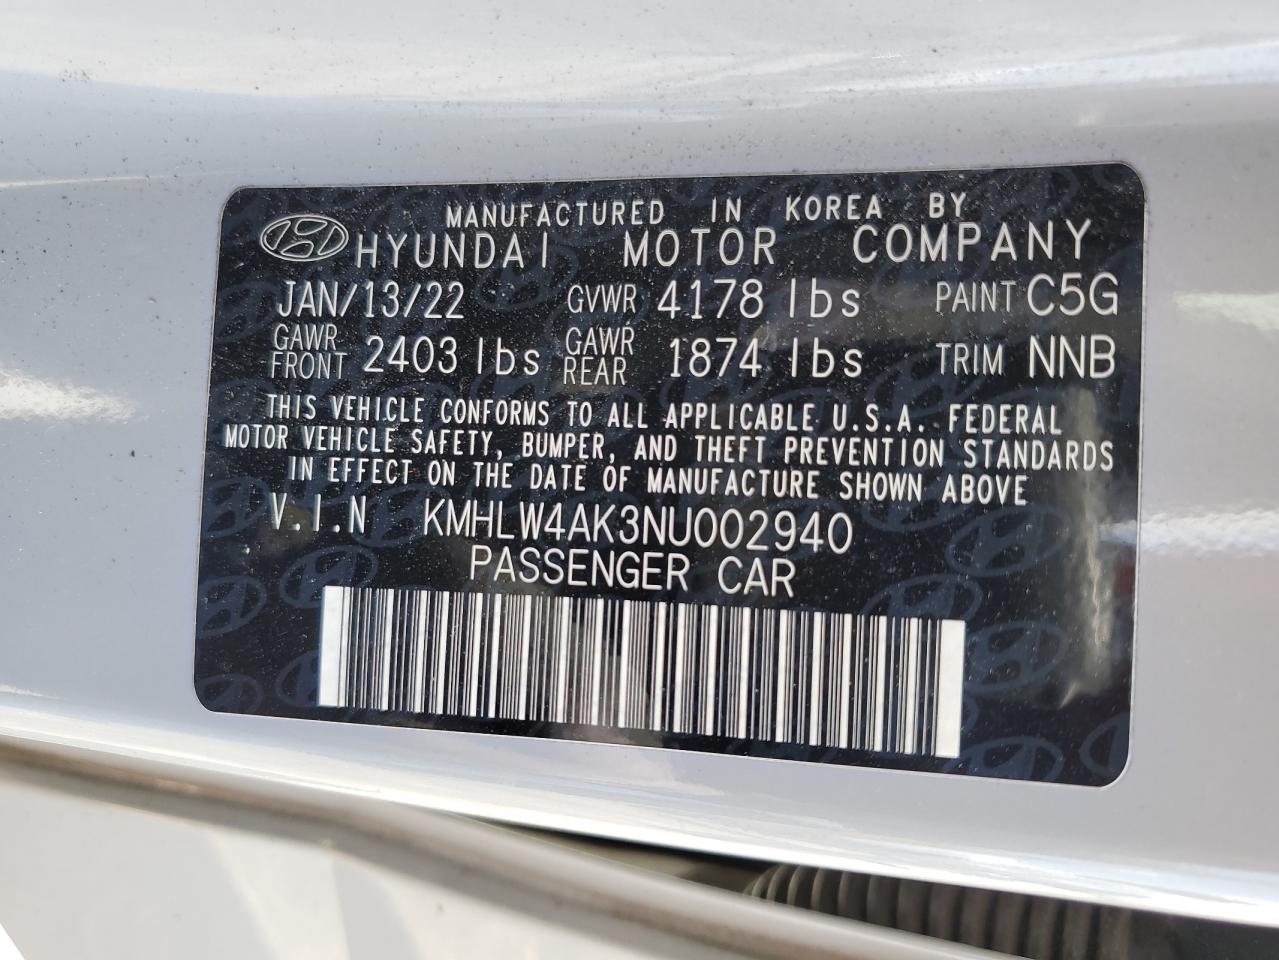 MANUFACTURED IN KOREA BY
HYUNDAI MOTOR COMPANY
JAN/13/22 GVWR 4178 lbs PAINT C5G
GAWR FRONT 2403 lbs GAWR REAR 1874 lbs TRIM NNB
THIS VEHICLE CONFORMS TO ALL APPLICABLE U.S.A. FEDERAL
MOTOR VEHICLE SAFETY, BUMPER, AND THEFT PREVENTION STANDARDS
IN EFFECT ON THE DATE OF MANUFACTURE SHOWN ABOVE
V.I.N KMHLW4AK3NU002940
PASSENGER CAR